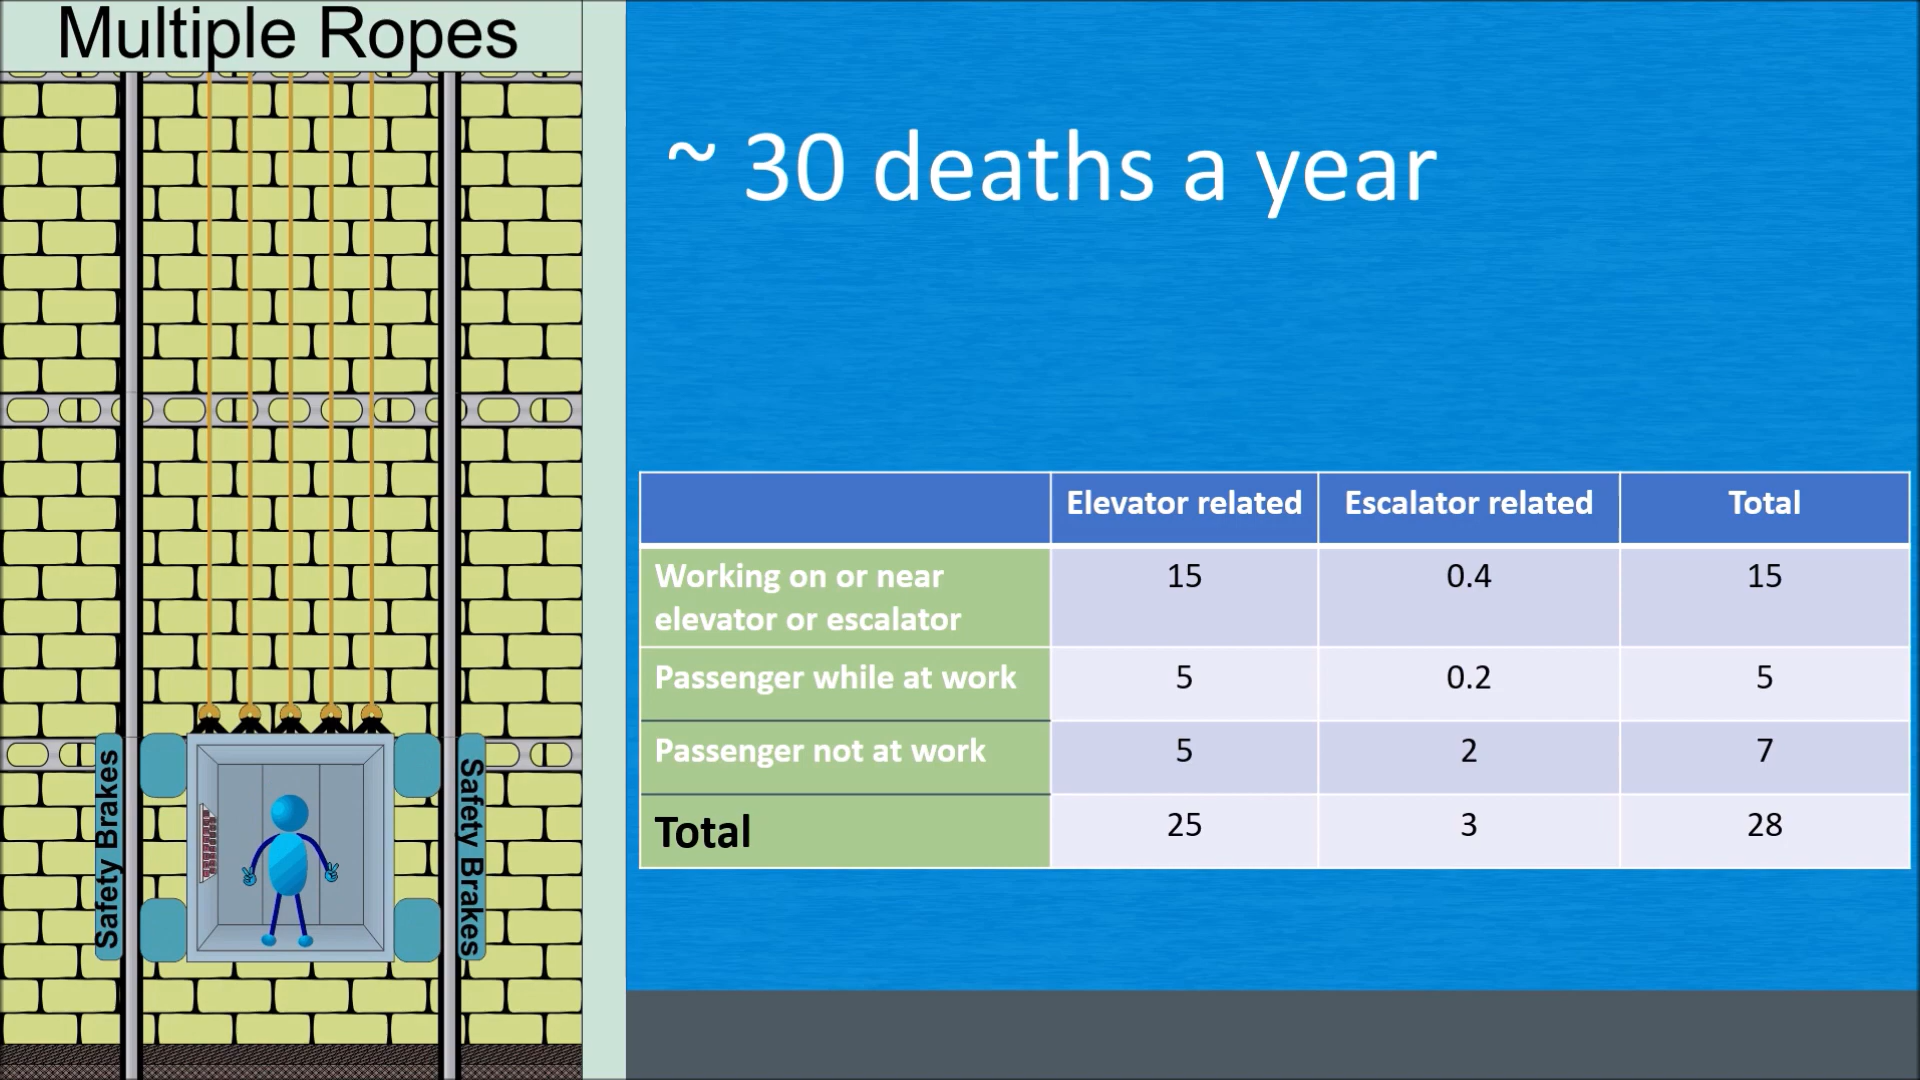 Multiple Ropes
Safety Brakes
Safety Brakes
~ 30 deaths a year
Elevator related Escalator related Total
Working on or near
elevator or escalator 15 0.4 15
Passenger while at work 5 0.2 5
Passenger not at work 5 2 7
Total 25 3 28